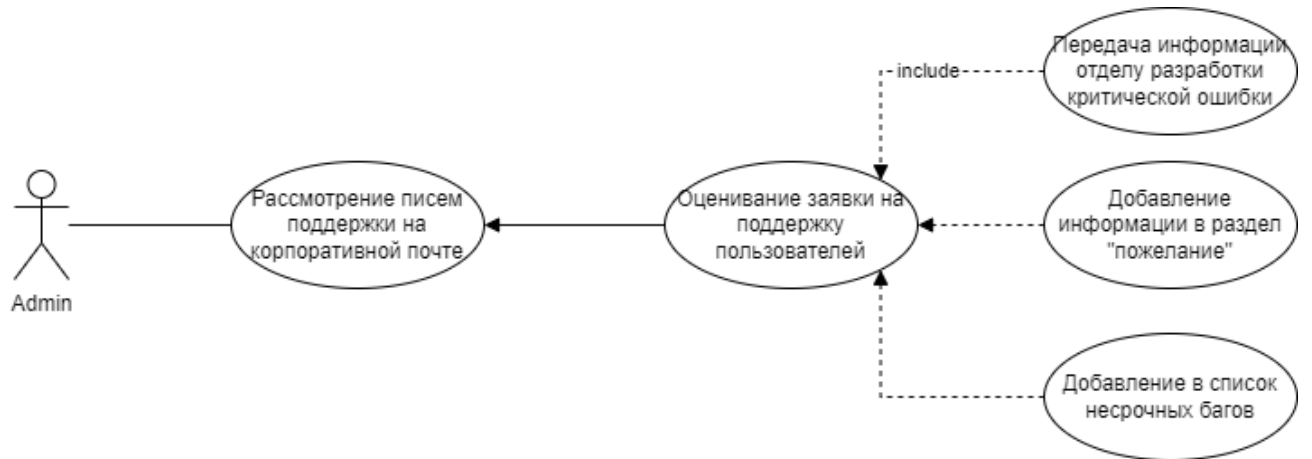 Передача информации
отделу разработки
критической ошибки
include
Рассмотрение писем
поддержки на
корпоративной почте
Оценивание заявки на
поддержку
пользователей
Добавление
информации в раздел
"пожелание"
Admin
Добавление в список
несрочных багов